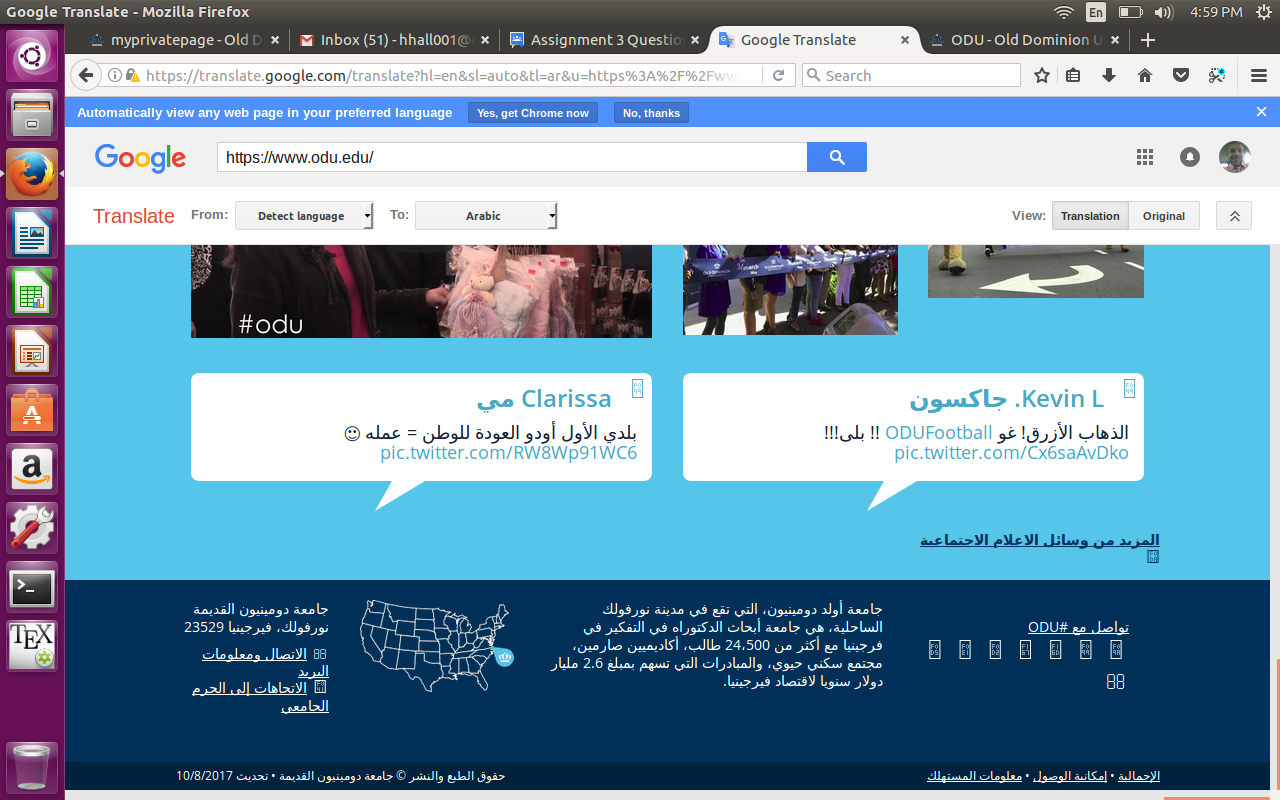 Google Translate - Mozilla Firefox
En
4:59 PM
myprivatepage - Old D
Inbox (51) - hhall001@
Assignment 3 Questio
Google Translate
ODU - Old Dominion U
https://translate.google.com/translate?hl=en&sl=auto&tl=ar&u=https%3A%2F%2Fww
Search
Automatically view any web page in your preferred language
Yes, get Chrome now
No, thanks
Google
https://www.odu.edu/
Translate
From:
Detect language
To:
Arabic
View:
Translation
Original
#odu
Monarch
Kevin L. جاكسون
الذهاب الأزرق! غو ODUFootball !! بلى!!!
pic.twitter.com/Cx6saAvDko
Clarissa مي
بلدي الأول أودو العودة للوطن = عمله 🙂
pic.twitter.com/RW8Wp91WC6
المزيد من وسائل الاعلام الاجتماعية
تواصل مع #ODU
جامعة أولد دومينيون، التي تقع في مدينة نورفولك
الساحلية، هي جامعة أبحاث الدكتوراه في التفكير في
فرجينيا مع أكثر من 24,500 طالب، أكاديميين صارمين،
مجتمع سكني حيوي، والمبادرات التي تسهم بمبلغ 2.6 مليار
دولار سنويا لاقتصاد فيرجينيا.
جامعة دومينيون القديمة
نورفولك، فيرجينيا 23529
الاتصال ومعلومات
البريد
الاتجاهات إلى الحرم
الجامعي
الإجمالية • إمكانية الوصول • معلومات المستهلك
حقوق الطبع والنشر © جامعة دومينيون القديمة • تحديث 10/8/2017
TEX